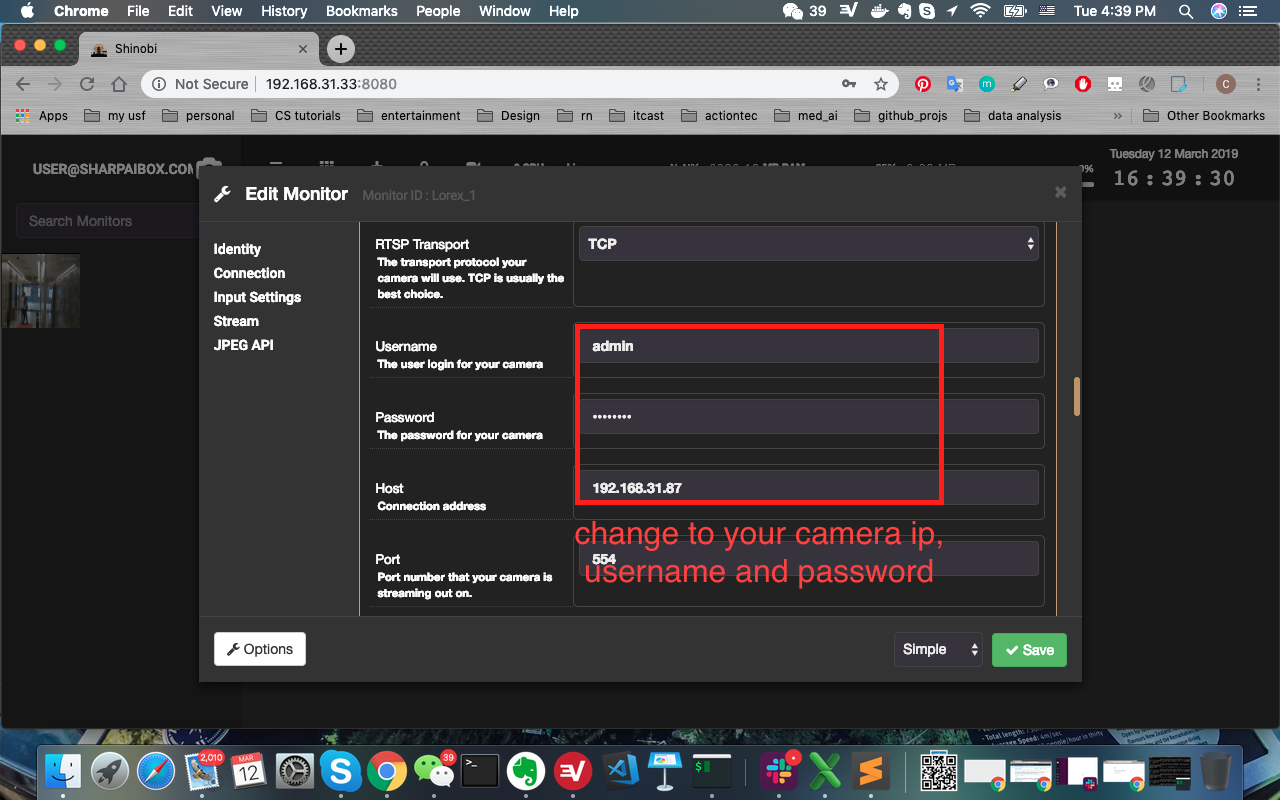 Chrome File Edit View History Bookmarks People Window Help 39 Tue 4:39 PM
Shinobi
Not Secure 192.168.31.33:8080
C
Apps my usf personal CS tutorials entertainment Design rn itcast actiontec med_ai github_projs data analysis » Other Bookmarks
Tuesday 12 March 2019
USER@SHARPAIBOX.COM
16 : 39 : 30
Edit Monitor Monitor ID : Lorex_1
Search Monitors
Identity
Connection
Input Settings
Stream
JPEG API
RTSP Transport
TCP
The transport protocol your
camera will use. TCP is usually the
best choice.
Username
admin
The user login for your camera
Password
••••••••
The password for your camera
Host
192.168.31.87
Connection address
change to your camera ip,
username and password
Port
554
Port number that your camera is
streaming out on.
Options
Simple
Save
2,010
MAR
12
39